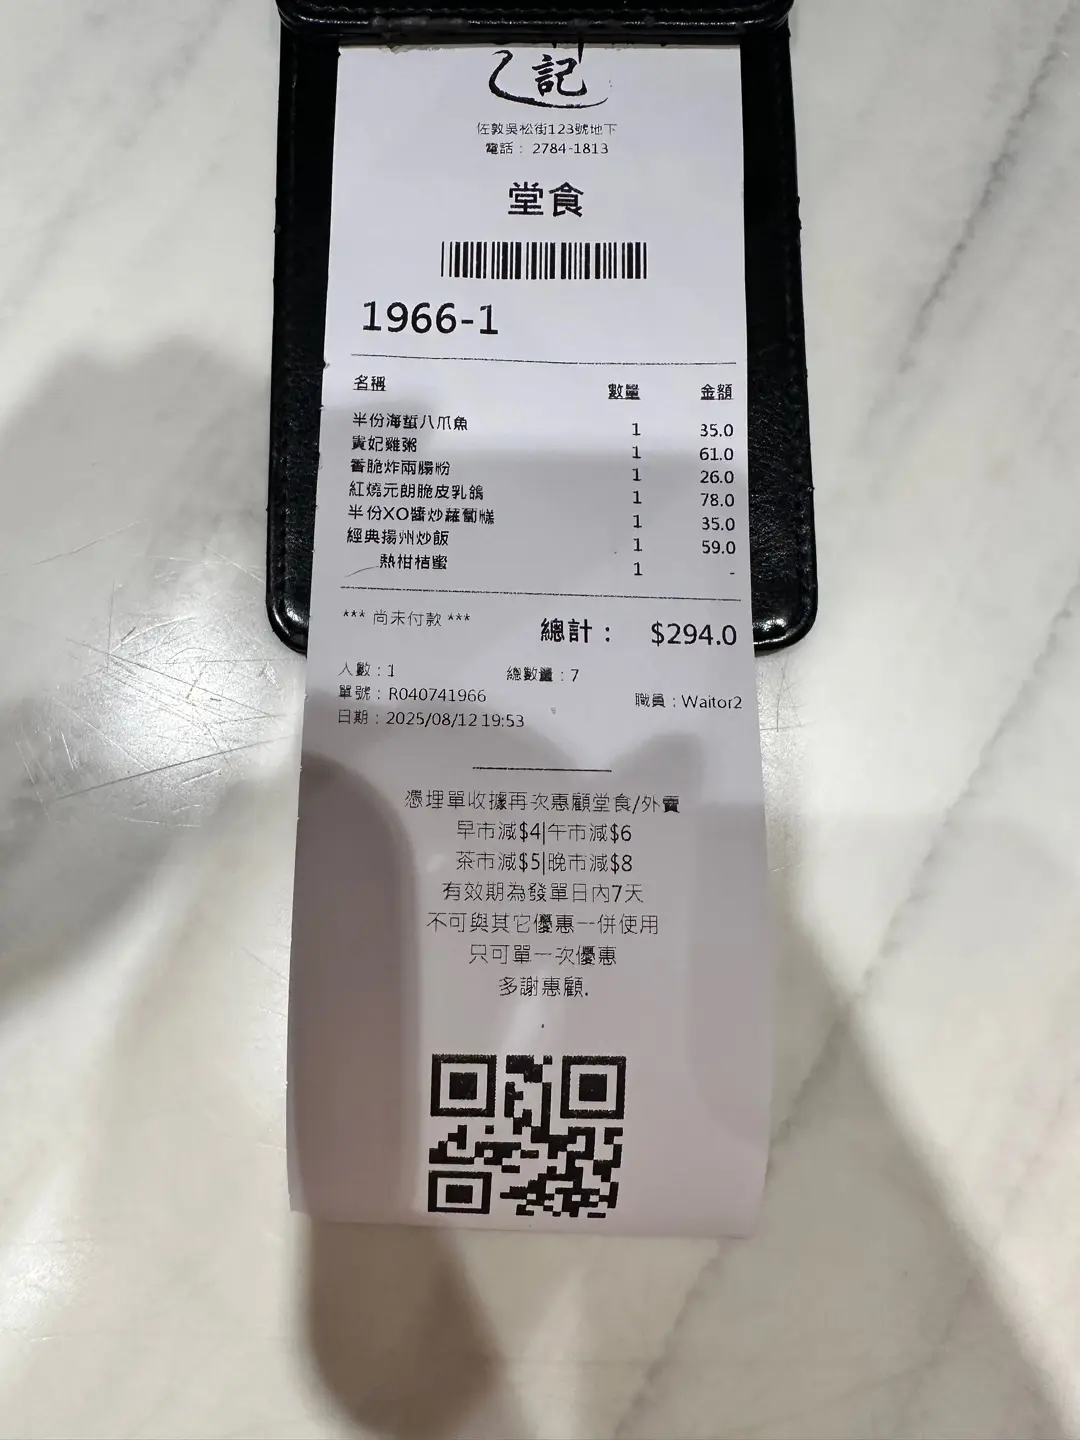 記
佐敦吳松街123號地下
電話： 2784-1813
堂食
1966-1
名稱 數量 金額
半份海蜇八爪魚 1 35.0
貴妃雞粥 1 61.0
香脆炸兩腸粉 1 26.0
紅燒元朗脆皮乳鴿 1 78.0
半份XO醬炒蘿蔔糕 1 35.0
經典揚州炒飯 1 59.0
熱柑桔蜜 1 -
*** 尚未付款 *** 總計： $294.0
人數：1 總數量：7
單號：R040741966 職員：Waitor2
日期：2025/08/12 19:53
憑埋單收據再次惠顧堂食/外賣
早市減$4|午市減$6
茶市減$5|晚市減$8
有效期為發單日內7天
不可與其它優惠一併使用
只可單一次優惠
多謝惠顧.